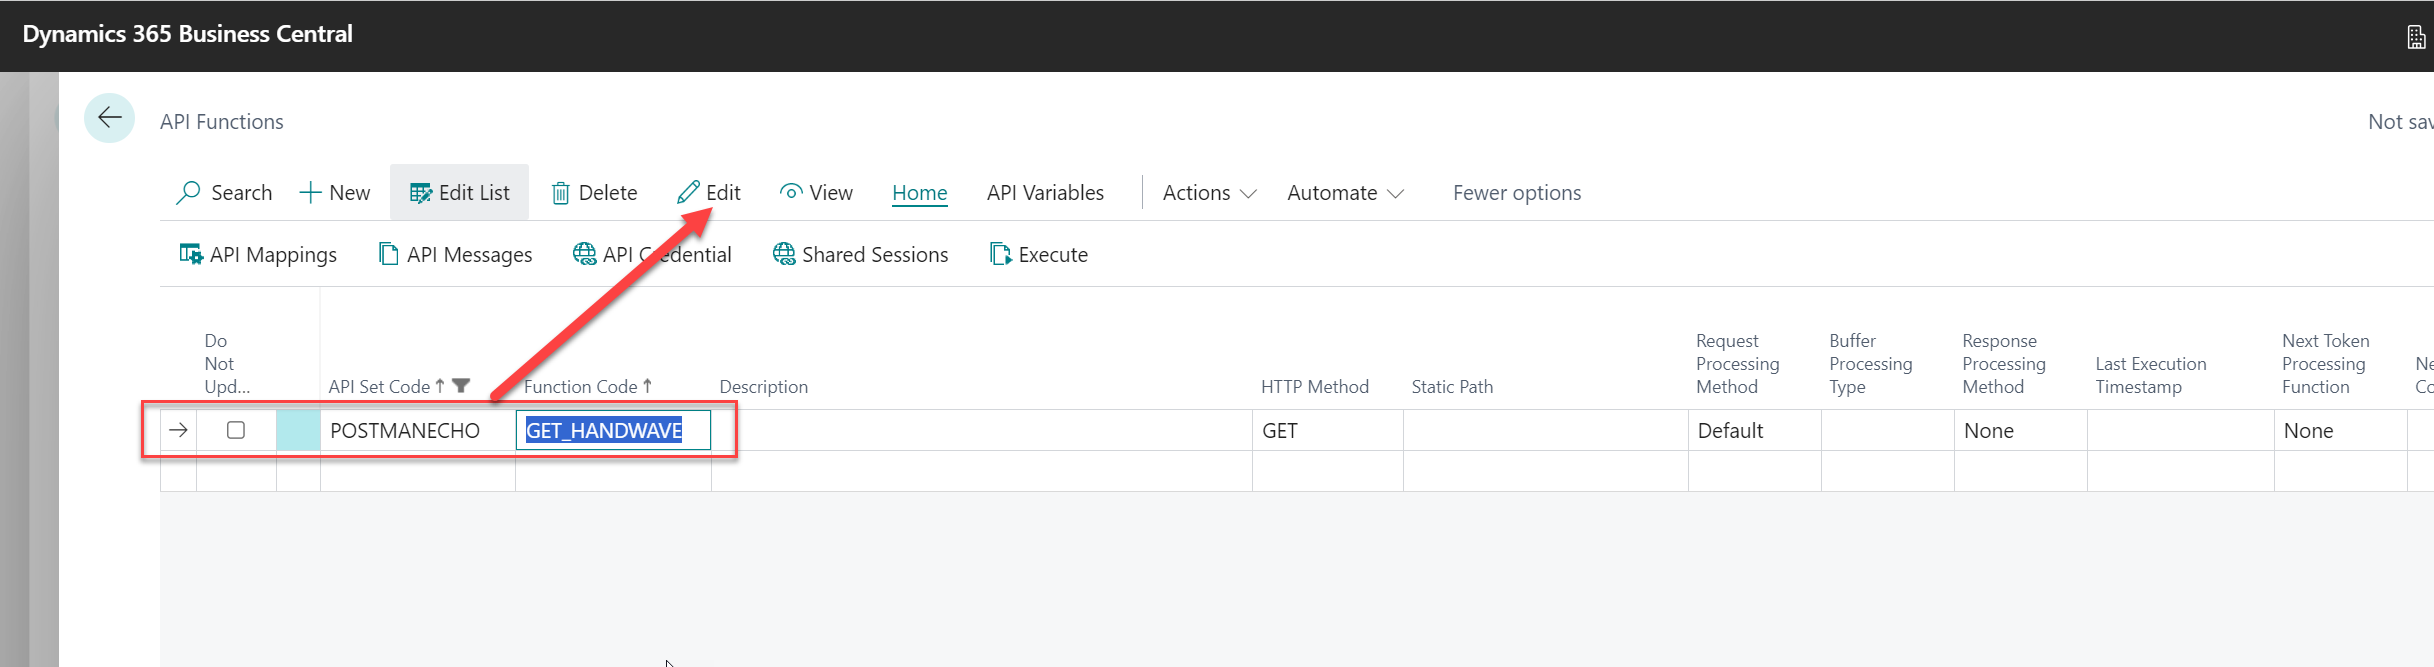 Dynamics 365 Business Central
API Functions
Not sav
Search New Edit List Delete Edit View Home API Variables Actions Automate Fewer options
API Mappings API Messages API Credential Shared Sessions Execute
Do Not Upd... API Set Code Function Code Description HTTP Method Static Path Request Processing Method Buffer Processing Type Response Processing Method Last Execution Timestamp Next Token Processing Function Ne Co
POSTMANECHO GET_HANDWAVE GET Default None None